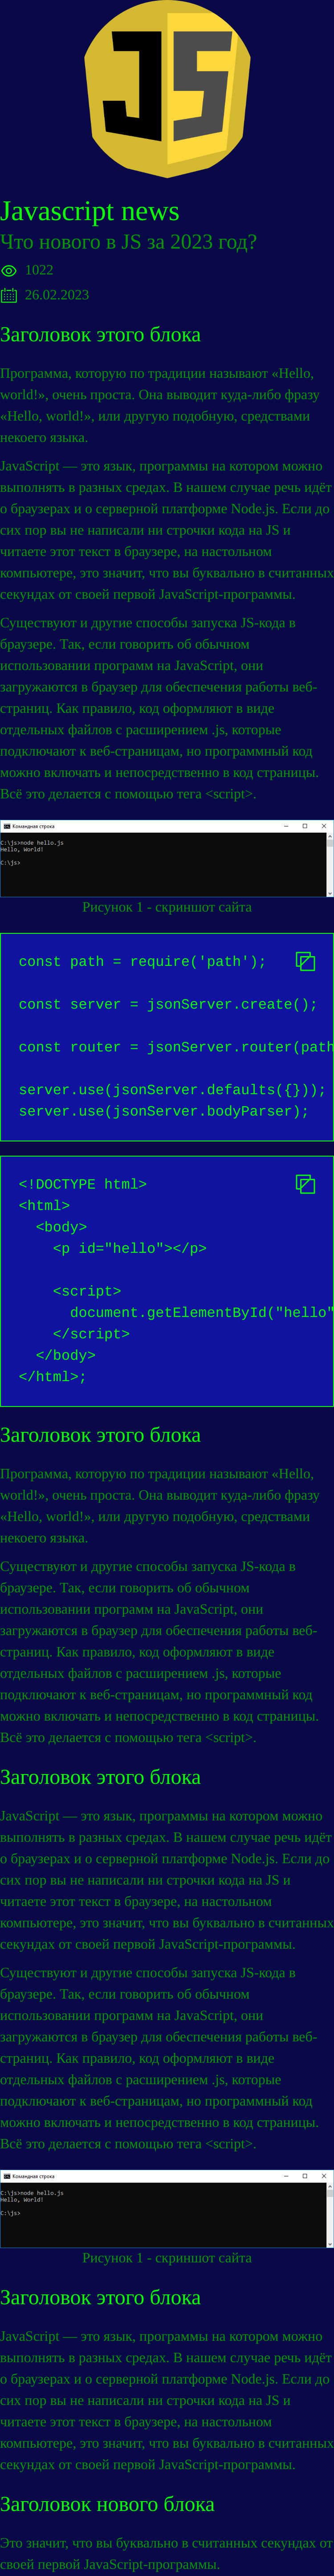 JS
Javascript news
Что нового в JS за 2023 год?
1022
26.02.2023
Заголовок этого блока
Программа, которую по традиции называют «Hello,
world!», очень проста. Она выводит куда-либо фразу
«Hello, world!», или другую подобную, средствами
некоего языка.
JavaScript — это язык, программы на котором можно
выполнять в разных средах. В нашем случае речь идёт
о браузерах и о серверной платформе Node.js. Если до
сих пор вы не написали ни строчки кода на JS и
читаете этот текст в браузере, на настольном
компьютере, это значит, что вы буквально в считанных
секундах от своей первой JavaScript-программы.
Существуют и другие способы запуска JS-кода в
браузере. Так, если говорить об обычном
использовании программ на JavaScript, они
загружаются в браузер для обеспечения работы веб-
страниц. Как правило, код оформляют в виде
отдельных файлов с расширением .js, которые
подключают к веб-страницам, но программный код
можно включать и непосредственно в код страницы.
Всё это делается с помощью тега <script>.
Командная строка
C:\js>node hello.js
Hello, World!
C:\js>
Рисунок 1 - скриншот сайта
const path = require('path');
const server = jsonServer.create();
const router = jsonServer.router(path
server.use(jsonServer.defaults({}));
server.use(jsonServer.bodyParser);
<!DOCTYPE html>
<html>
  <body>
    <p id="hello"></p>
    <script>
      document.getElementById("hello"
    </script>
  </body>
</html>;
Заголовок этого блока
Программа, которую по традиции называют «Hello,
world!», очень проста. Она выводит куда-либо фразу
«Hello, world!», или другую подобную, средствами
некоего языка.
Существуют и другие способы запуска JS-кода в
браузере. Так, если говорить об обычном
использовании программ на JavaScript, они
загружаются в браузер для обеспечения работы веб-
страниц. Как правило, код оформляют в виде
отдельных файлов с расширением .js, которые
подключают к веб-страницам, но программный код
можно включать и непосредственно в код страницы.
Всё это делается с помощью тега <script>.
Заголовок этого блока
JavaScript — это язык, программы на котором можно
выполнять в разных средах. В нашем случае речь идёт
о браузерах и о серверной платформе Node.js. Если до
сих пор вы не написали ни строчки кода на JS и
читаете этот текст в браузере, на настольном
компьютере, это значит, что вы буквально в считанных
секундах от своей первой JavaScript-программы.
Существуют и другие способы запуска JS-кода в
браузере. Так, если говорить об обычном
использовании программ на JavaScript, они
загружаются в браузер для обеспечения работы веб-
страниц. Как правило, код оформляют в виде
отдельных файлов с расширением .js, которые
подключают к веб-страницам, но программный код
можно включать и непосредственно в код страницы.
Всё это делается с помощью тега <script>.
Командная строка
C:\js>node hello.js
Hello, World!
C:\js>
Рисунок 1 - скриншот сайта
Заголовок этого блока
JavaScript — это язык, программы на котором можно
выполнять в разных средах. В нашем случае речь идёт
о браузерах и о серверной платформе Node.js. Если до
сих пор вы не написали ни строчки кода на JS и
читаете этот текст в браузере, на настольном
компьютере, это значит, что вы буквально в считанных
секундах от своей первой JavaScript-программы.
Заголовок нового блока
Это значит, что вы буквально в считанных секундах от
своей первой JavaScript-программы.